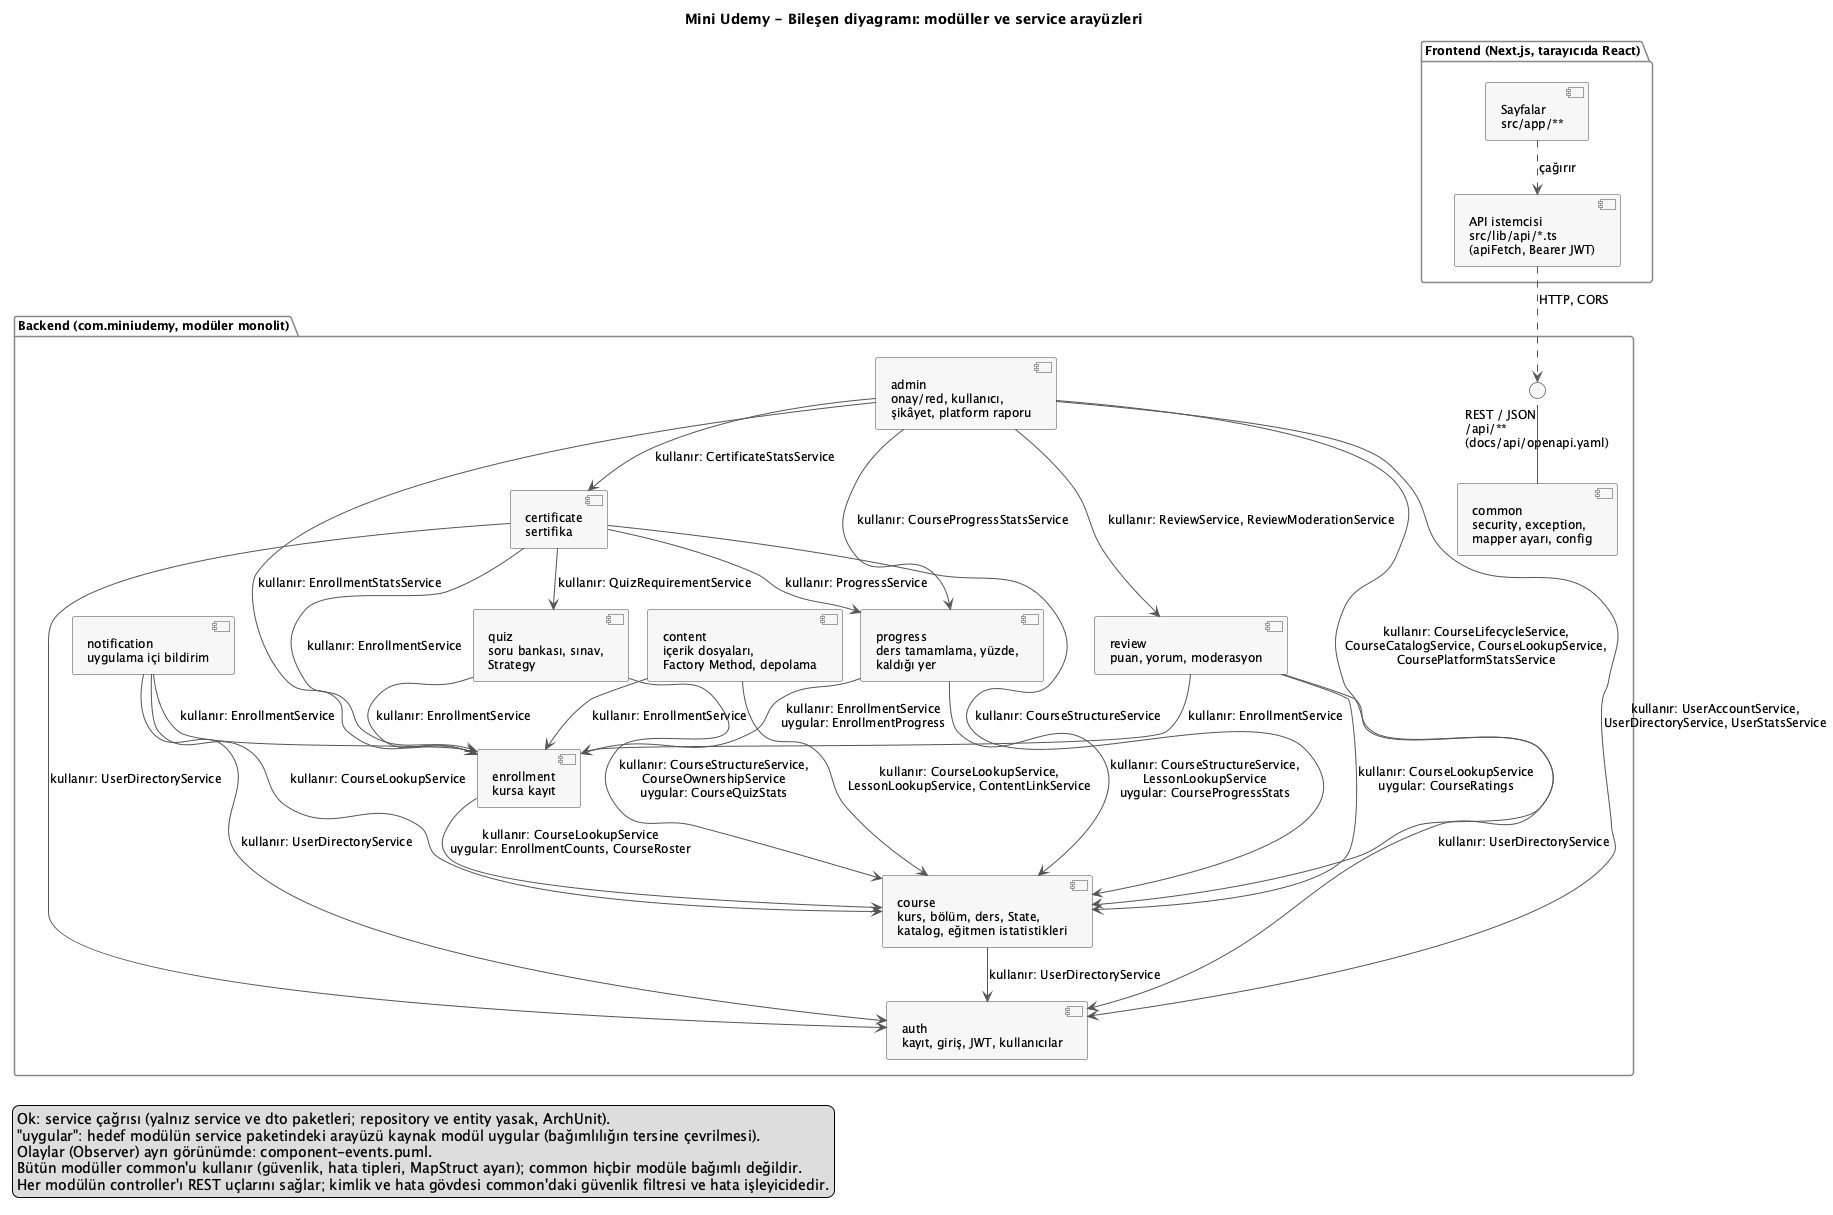 Mini Udemy - Bileşen diyagramı: modüller ve service arayüzleri
Frontend (Next.js, tarayıcıda React)
Sayfalar
src/app/**
çağırır
API istemcisi
src/lib/api/*.ts
(apiFetch, Bearer JWT)
HTTP, CORS
Backend (com.miniudemy, modüler monolit)
admin
onay/red, kullanıcı,
şikâyet, platform raporu
REST / JSON
/api/**
(docs/api/openapi.yaml)
kullanır: CertificateStatsService
certificate
sertifika
kullanır: CourseProgressStatsService
kullanır: ReviewService, ReviewModerationService
common
security, exception,
mapper ayarı, config
kullanır: EnrollmentStatsService
kullanır: QuizRequirementService
kullanır: ProgressService
notification
uygulama içi bildirim
kullanır: EnrollmentService
quiz
soru bankası, sınav,
Strategy
content
içerik dosyaları,
Factory Method, depolama
progress
ders tamamlama, yüzde,
kaldığı yer
review
puan, yorum, moderasyon
kullanır: CourseLifecycleService,
CourseCatalogService, CourseLookupService,
CoursePlatformStatsService
kullanır: EnrollmentService
kullanır: EnrollmentService
kullanır: EnrollmentService
kullanır: EnrollmentService
uygular: EnrollmentProgress
kullanır: CourseStructureService
kullanır: EnrollmentService
kullanır: UserAccountService,
UserDirectoryService, UserStatsService
kullanır: UserDirectoryService
kullanır: CourseLookupService
enrollment
kursa kayıt
kullanır: CourseStructureService,
CourseOwnershipService
uygular: CourseQuizStats
kullanır: CourseLookupService,
LessonLookupService, ContentLinkService
kullanır: CourseStructureService,
LessonLookupService
uygular: CourseProgressStats
kullanır: CourseLookupService
uygular: CourseRatings
kullanır: UserDirectoryService
kullanır: CourseLookupService
uygular: EnrollmentCounts, CourseRoster
kullanır: UserDirectoryService
course
kurs, bölüm, ders, State,
katalog, eğitmen istatistikleri
kullanır: UserDirectoryService
auth
kayıt, giriş, JWT, kullanıcılar
Ok: service çağrısı (yalnız service ve dto paketleri; repository ve entity yasak, ArchUnit).
"uygular": hedef modülün service paketindeki arayüzü kaynak modül uygular (bağımlılığın tersine çevrilmesi).
Olaylar (Observer) ayrı görünümde: component-events.puml.
Bütün modüller common'u kullanır (güvenlik, hata tipleri, MapStruct ayarı); common hiçbir modüle bağımlı değildir.
Her modülün controller'ı REST uçlarını sağlar; kimlik ve hata gövdesi common'daki güvenlik filtresi ve hata işleyicidedir.